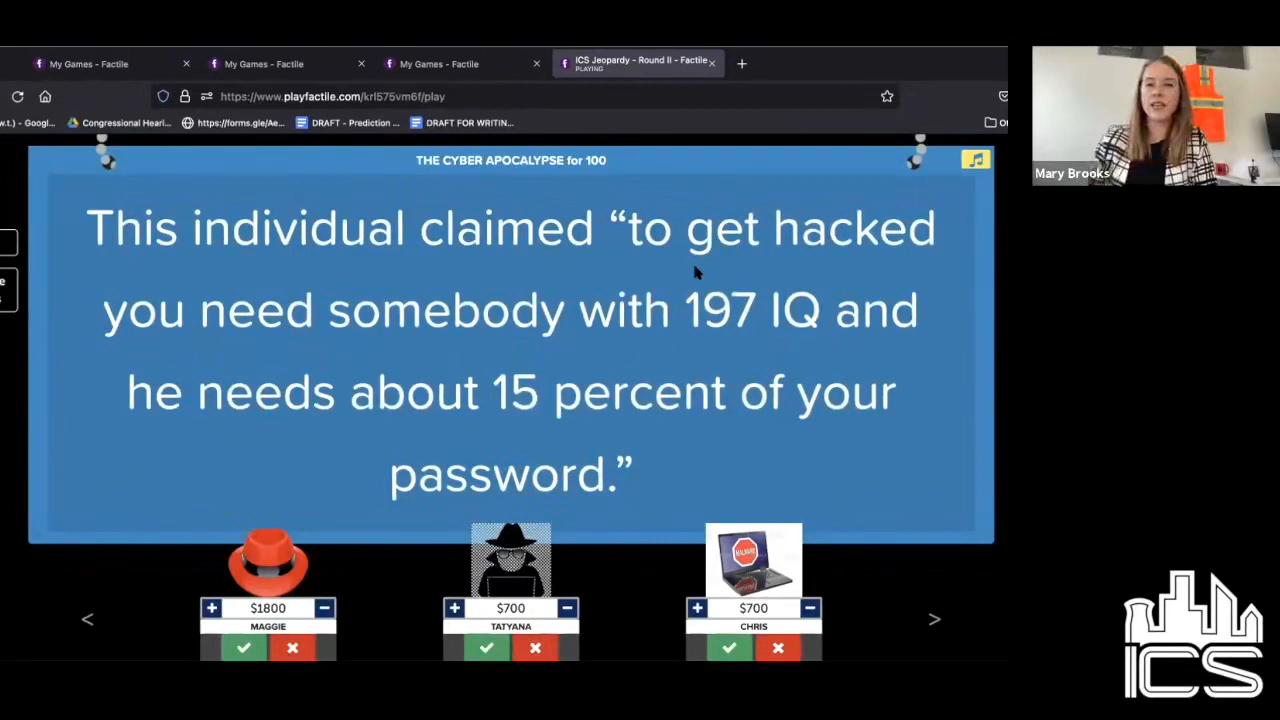 My Games - Factile
My Games - Factile
My Games - Factile
ICS Jeopardy - Round II - Factile
PLAYING
https://www.playfactile.com/krl575vm6f/play
w.t.) - Googl...
Congressional Heari...
https://forms.gle/Ae...
DRAFT - Prediction ...
DRAFT FOR WRITIN...
THE CYBER APOCALYPSE for 100
This individual claimed “to get hacked
you need somebody with 197 IQ and
he needs about 15 percent of your
password.”
MALWARE
$1800
MAGGIE
$700
TATYANA
$700
CHRIS
Mary Brooks
ICS